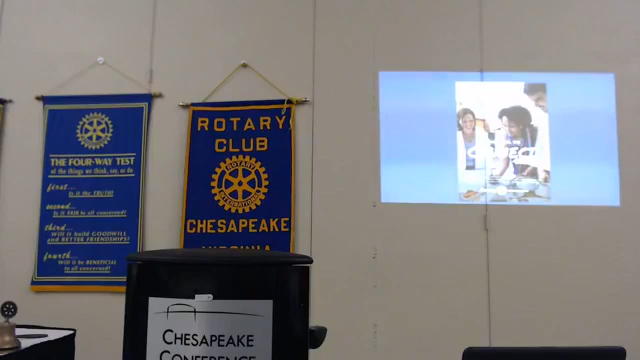 THE FOUR-WAY TEST
of the things we think, say, or do
first...
Is it the TRUTH?
second...
Is it FAIR to all concerned?
third...
Will it build GOODWILL
and BETTER FRIENDSHIPS?
fourth...
Will it be BENEFICIAL
to all concerned?
ROTARY
CLUB
ROTARY
INTERNATIONAL
CHESAPEAKE
VIRGINIA
CHESAPEAKE
CONFERENCE